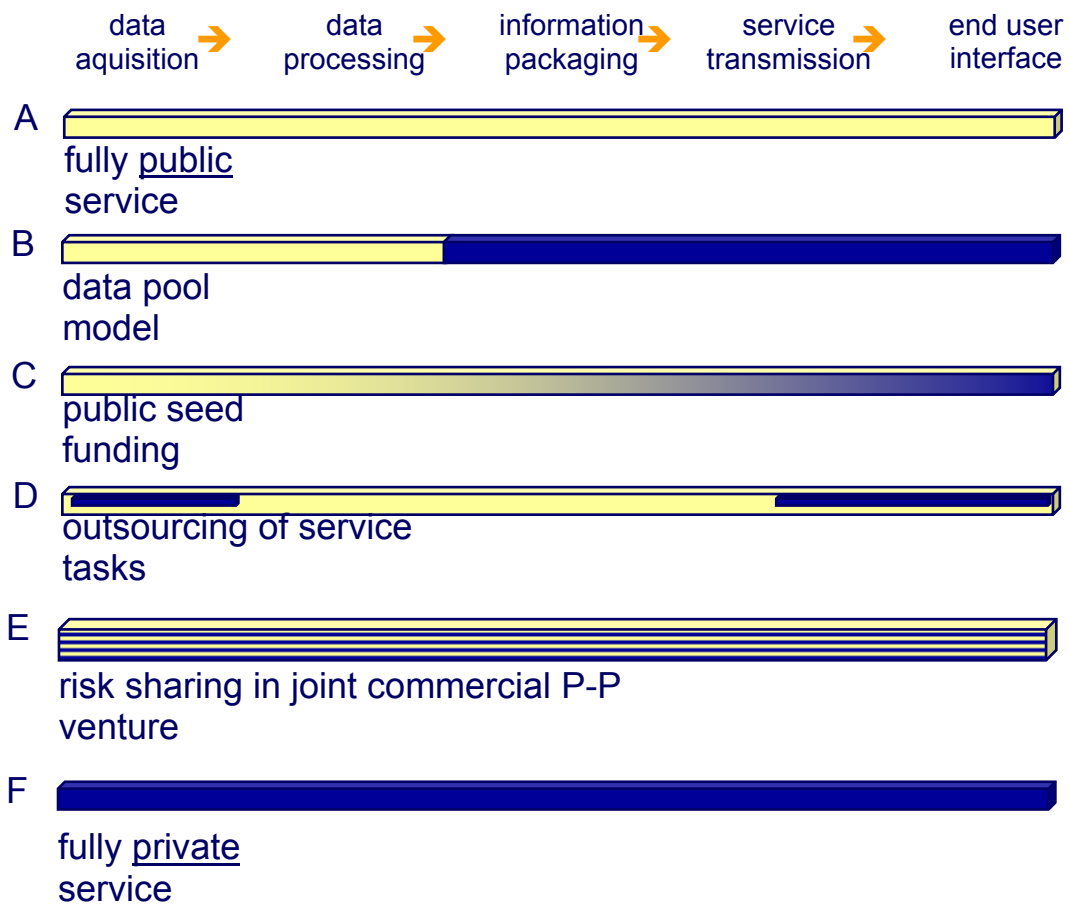 data aquisition ➔ data processing ➔ information packaging ➔ service transmission ➔ end user interface
A
fully public
service
B
data pool
model
C
public seed
funding
D
outsourcing of service
tasks
E
risk sharing in joint commercial P-P
venture
F
fully private
service